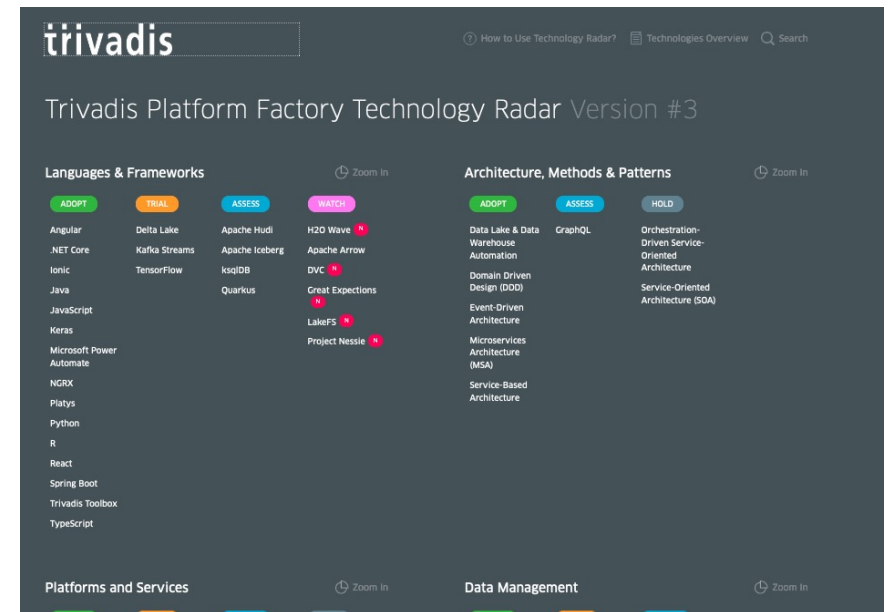 trivadis
How to Use Technology Radar?
Technologies Overview
Search
Trivadis Platform Factory Technology Radar Version #3
Languages & Frameworks
Zoom In
ADOPT
Angular
.NET Core
Ionic
Java
JavaScript
Keras
Microsoft Power
Automate
NGRX
Platys
Python
R
React
Spring Boot
Trivadis Toolbox
TypeScript
TRIAL
Delta Lake
Kafka Streams
TensorFlow
ASSESS
Apache Hudi
Apache Iceberg
ksqlDB
Quarkus
WATCH
H2O Wave N
Apache Arrow
DVC N
Great Expections
N
LakeFS N
Project Nessie N
Architecture, Methods & Patterns
Zoom In
ADOPT
Data Lake & Data
Warehouse
Automation
Domain Driven
Design (DDD)
Event-Driven
Architecture
Microservices
Architecture
(MSA)
Service-Based
Architecture
ASSESS
GraphQL
HOLD
Orchestration-
Driven Service-
Oriented
Architecture
Service-Oriented
Architecture (SOA)
Platforms and Services
Zoom In
Data Management
Zoom In